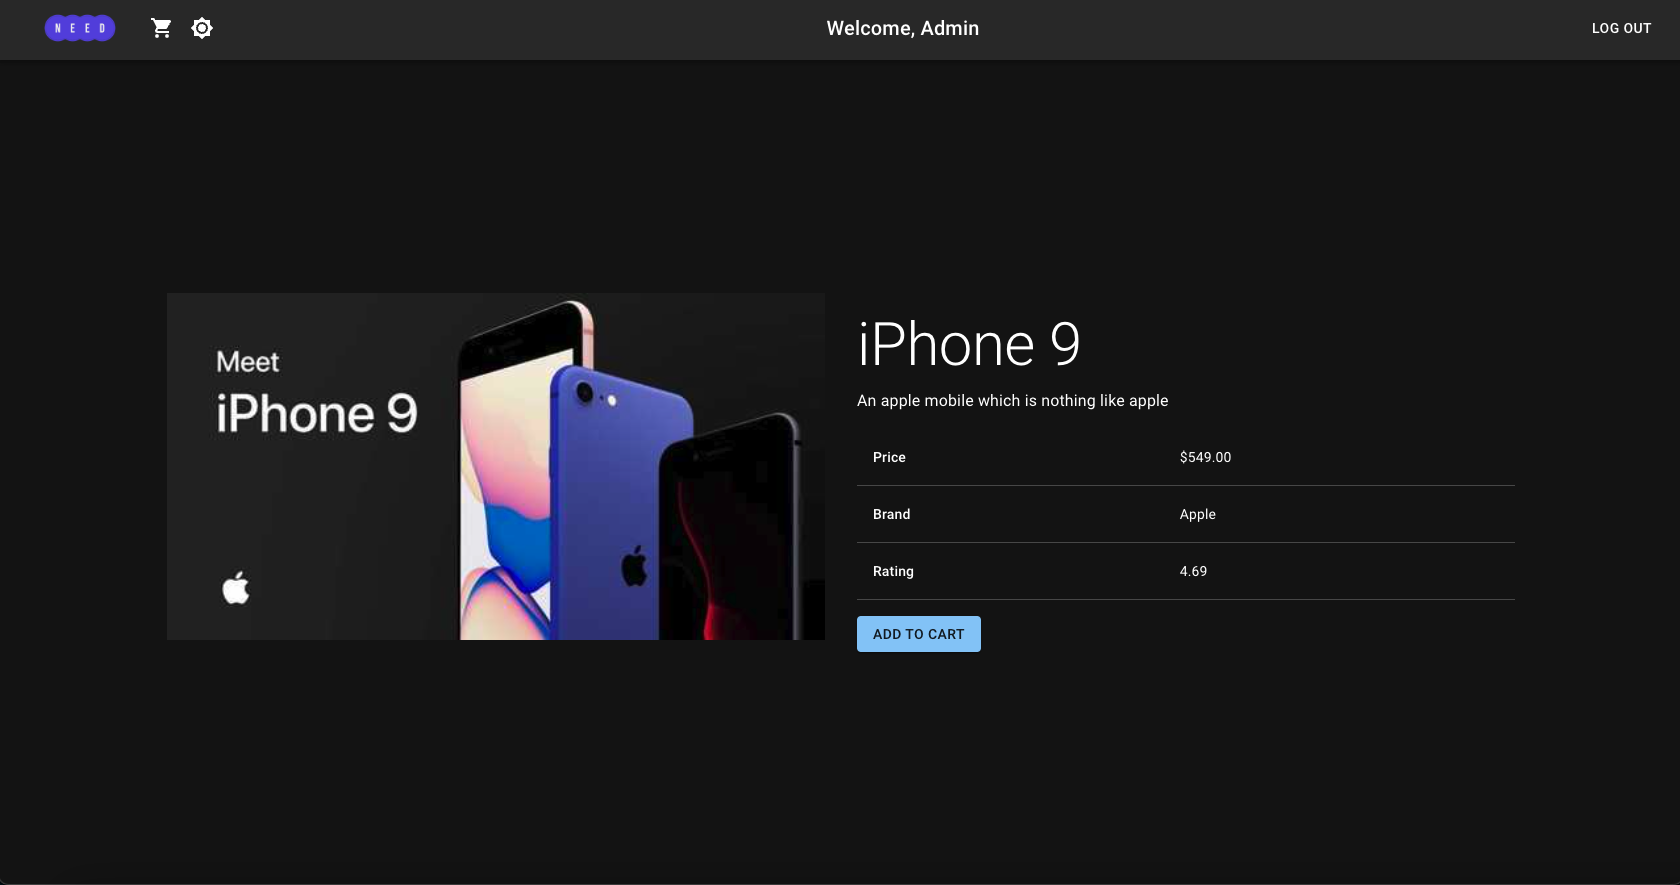 NEED
Welcome, Admin
LOG OUT
Meet
iPhone 9
iPhone 9
An apple mobile which is nothing like apple
Price $549.00
Brand Apple
Rating 4.69
ADD TO CART